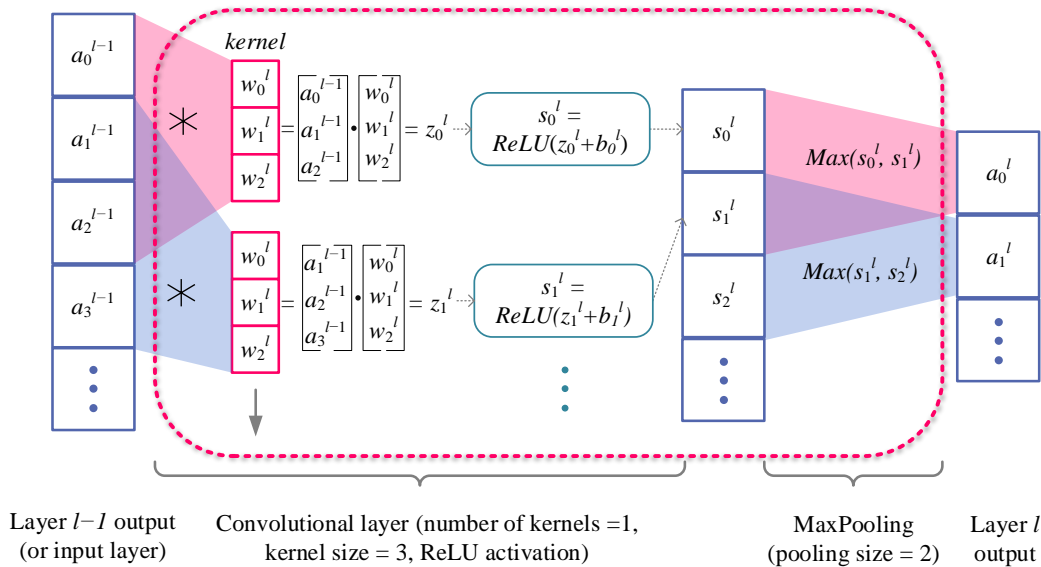 a₀ˡ⁻¹
a₁ˡ⁻¹
a₂ˡ⁻¹
a₃ˡ⁻¹
kernel
*
w₀ˡ
w₁ˡ
w₂ˡ
=
a₀ˡ⁻¹
a₁ˡ⁻¹
a₂ˡ⁻¹
•
w₀ˡ
w₁ˡ
w₂ˡ
= z₀ˡ
s₀ˡ =
ReLU(z₀ˡ+b₀ˡ)
*
w₀ˡ
w₁ˡ
w₂ˡ
=
a₁ˡ⁻¹
a₂ˡ⁻¹
a₃ˡ⁻¹
•
w₀ˡ
w₁ˡ
w₂ˡ
= z₁ˡ
s₁ˡ =
ReLU(z₁ˡ+b₁ˡ)
s₀ˡ
s₁ˡ
s₂ˡ
Max(s₀ˡ, s₁ˡ)
Max(s₁ˡ, s₂ˡ)
a₀ˡ
a₁ˡ
Layer l−1 output
(or input layer)
Convolutional layer (number of kernels =1,
kernel size = 3, ReLU activation)
MaxPooling
(pooling size = 2)
Layer l
output